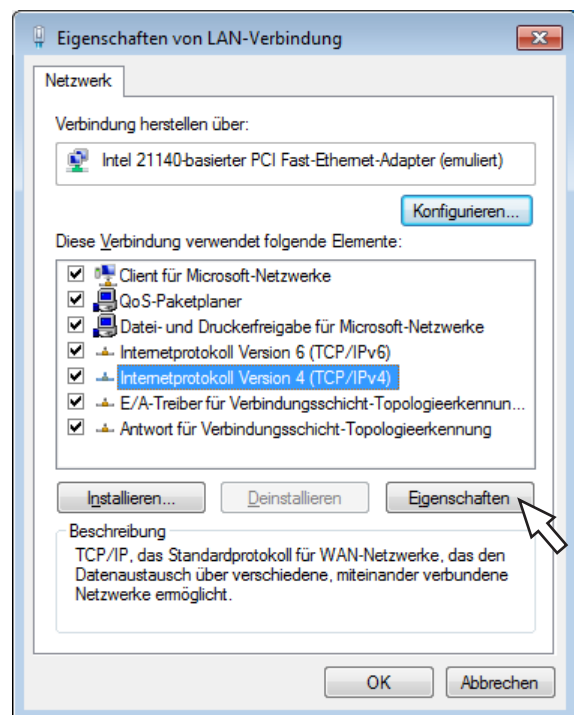 Eigenschaften von LAN-Verbindung
Netzwerk
Verbindung herstellen über:
Intel 21140-basierter PCI Fast-Ethernet-Adapter (emuliert)
Konfigurieren...
Diese Verbindung verwendet folgende Elemente:
Client für Microsoft-Netzwerke
QoS-Paketplaner
Datei- und Druckerfreigabe für Microsoft-Netzwerke
Internetprotokoll Version 6 (TCP/IPv6)
Internetprotokoll Version 4 (TCP/IPv4)
E/A-Treiber für Verbindungsschicht-Topologieerkennun...
Antwort für Verbindungsschicht-Topologieerkennung
Installieren... Deinstallieren Eigenschaften
Beschreibung
TCP/IP, das Standardprotokoll für WAN-Netzwerke, das den
Datenaustausch über verschiedene, miteinander verbundene
Netzwerke ermöglicht.
OK Abbrechen